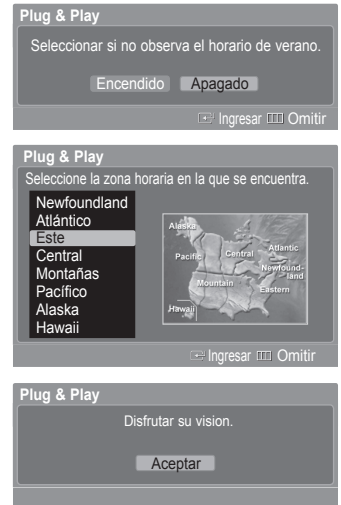 Plug & Play
Seleccionar si no observa el horario de verano.
Encendido Apagado
Ingresar Omitir
Plug & Play
Seleccione la zona horaria en la que se encuentra.
Newfoundland
Atlántico
Este
Central
Montañas
Pacífico
Alaska
Hawaii
Alaska
Pacific
Central
Atlantic
Newfound-
land
Mountain
Eastern
Hawaii
Ingresar Omitir
Plug & Play
Disfrutar su vision.
Aceptar